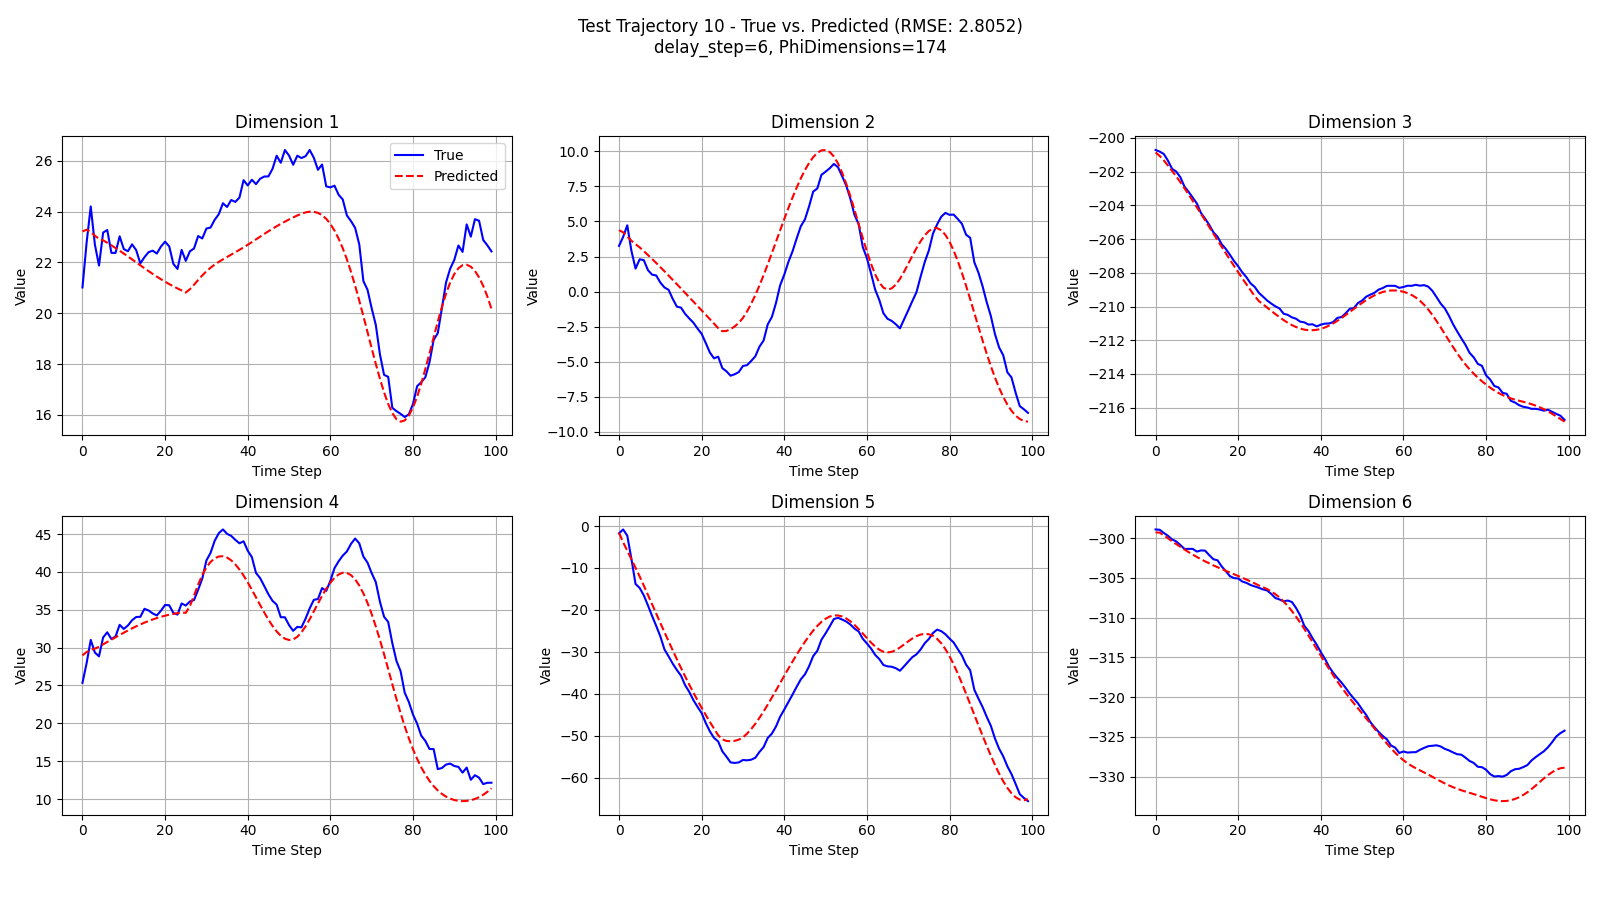 Test Trajectory 10 - True vs. Predicted (RMSE: 2.8052)
delay_step=6, PhiDimensions=174
Dimension 1
Value
26
24
22
20
18
16
True
Predicted
0 20 40 60 80 100
Time Step
Dimension 2
Value
10.0
7.5
5.0
2.5
0.0
−2.5
−5.0
−7.5
−10.0
0 20 40 60 80 100
Time Step
Dimension 3
Value
−200
−202
−204
−206
−208
−210
−212
−214
−216
0 20 40 60 80 100
Time Step
Dimension 4
Value
45
40
35
30
25
20
15
10
0 20 40 60 80 100
Time Step
Dimension 5
Value
0
−10
−20
−30
−40
−50
−60
0 20 40 60 80 100
Time Step
Dimension 6
Value
−300
−305
−310
−315
−320
−325
−330
0 20 40 60 80 100
Time Step